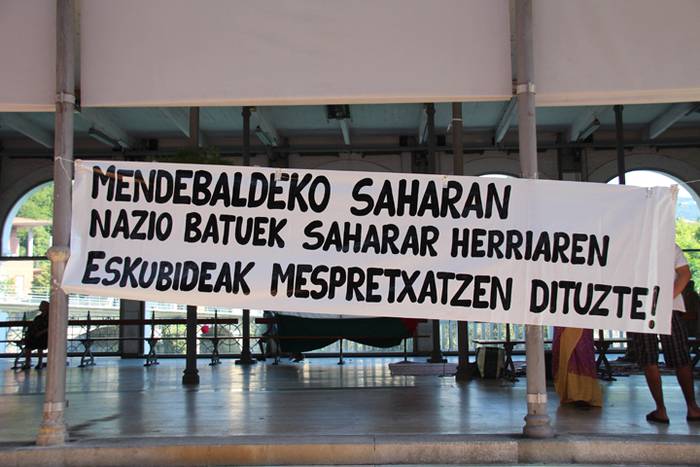 MENDEBALDEKO SAHARAN
NAZIO BATUEK SAHARAR HERRIAREN
ESKUBIDEAK MESPRETXATZEN DITUZTE!